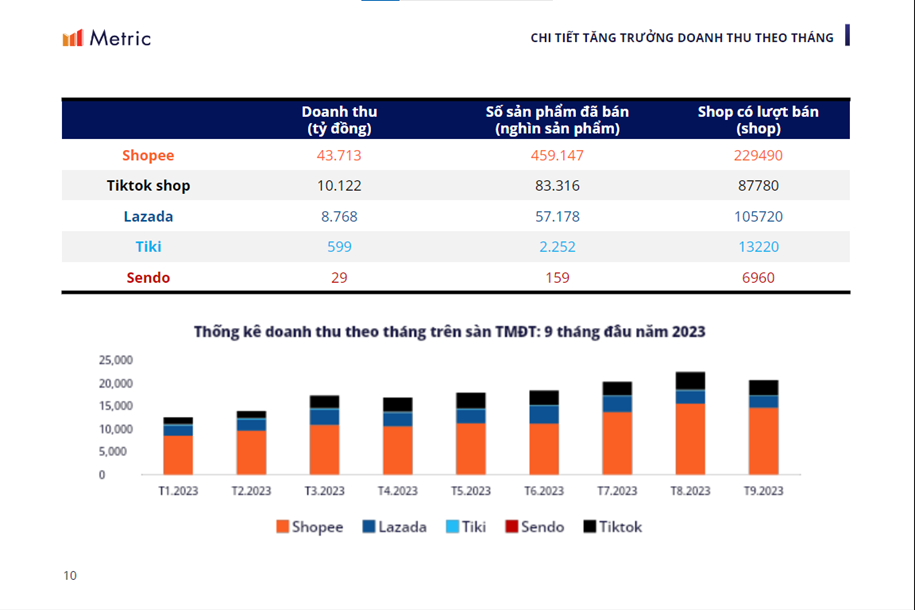 Metric
CHI TIẾT TĂNG TRƯỞNG DOANH THU THEO THÁNG
Doanh thu Số sản phẩm đã bán Shop có lượt bán
(tỷ đồng) (nghìn sản phẩm) (shop)
Shopee 43.713 459.147 229490
Tiktok shop 10.122 83.316 87780
Lazada 8.768 57.178 105720
Tiki 599 2.252 13220
Sendo 29 159 6960
Thống kê doanh thu theo tháng trên sàn TMĐT: 9 tháng đầu năm 2023
25,000
20,000
15,000
10,000
5,000
0
T1.2023 T2.2023 T3.2023 T4.2023 T5.2023 T6.2023 T7.2023 T8.2023 T9.2023
Shopee Lazada Tiki Sendo Tiktok
10